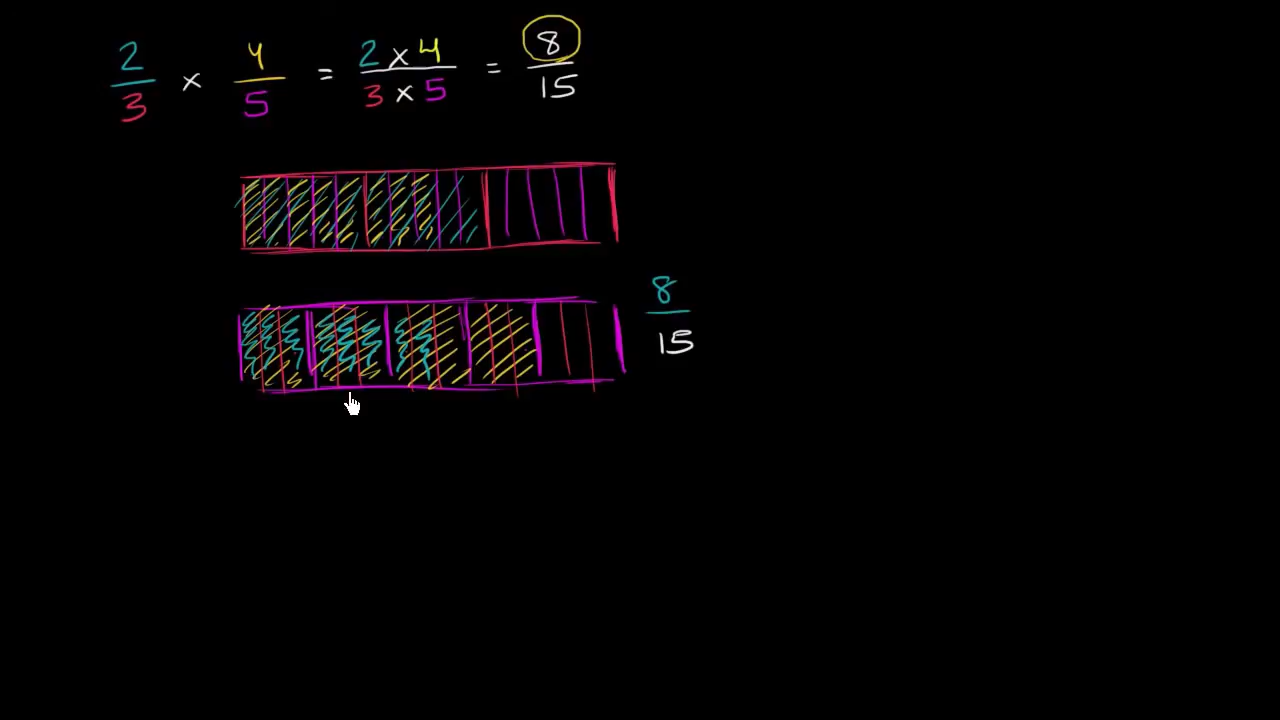 2/3 × 4/5 = 2 × 4/3 × 5 = 8/15
8/15